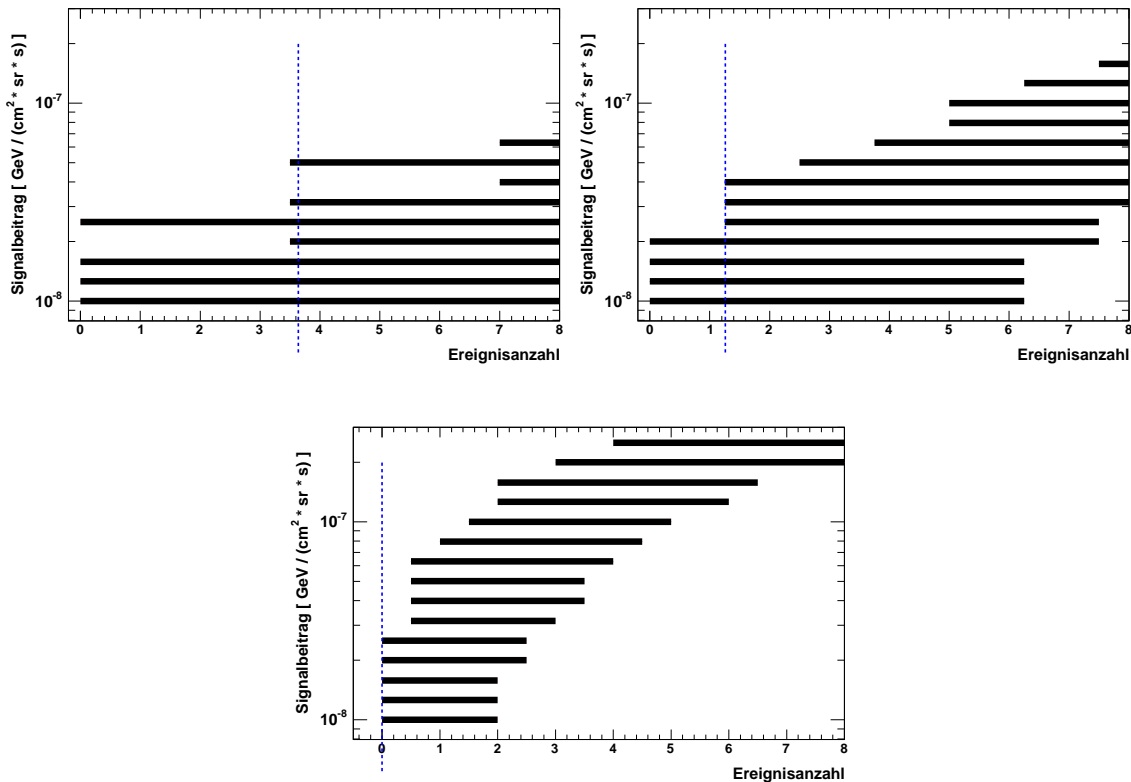 Signalbeitrag [ GeV / (cm² * sr * s) ]
10⁻⁷
10⁻⁸
0 1 2 3 4 5 6 7 8
Ereignisanzahl
Signalbeitrag [ GeV / (cm² * sr * s) ]
10⁻⁷
10⁻⁸
0 1 2 3 4 5 6 7 8
Ereignisanzahl
Signalbeitrag [ GeV / (cm² * sr * s) ]
10⁻⁷
10⁻⁸
0 1 2 3 4 5 6 7 8
Ereignisanzahl